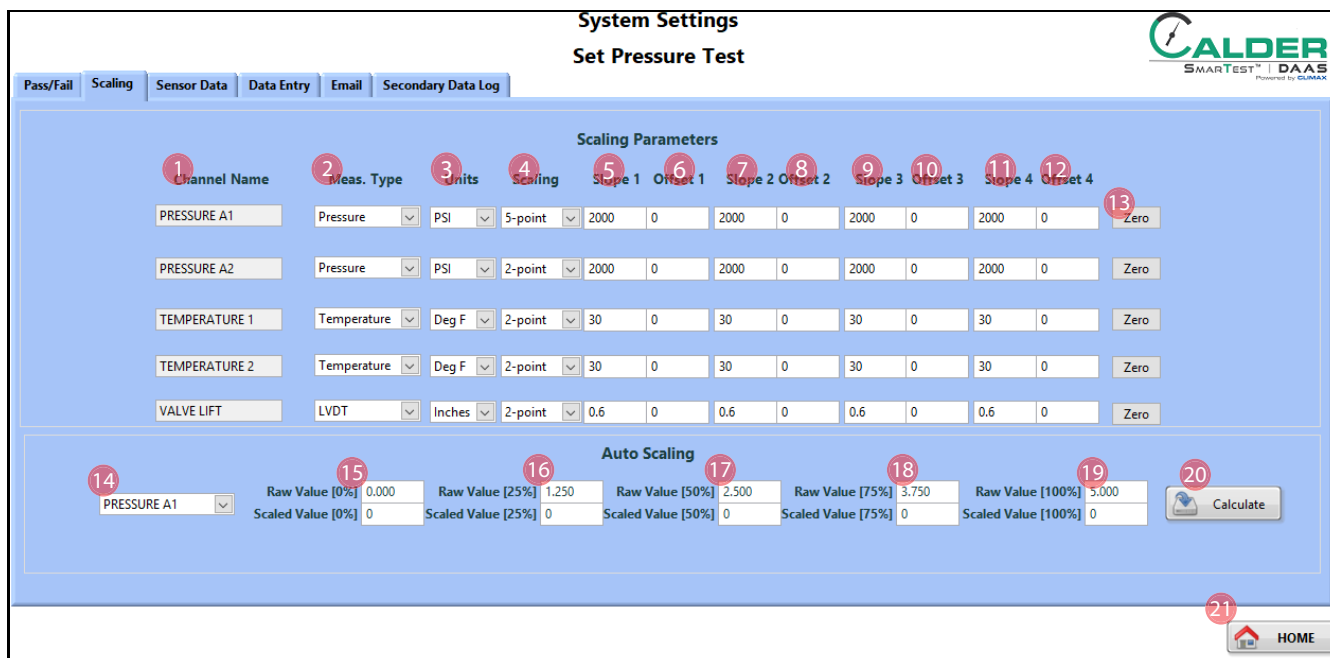 System Settings
Set Pressure Test
CALDER
SMARTEST™ | DAAS
Powered by CLIMAX
Pass/Fail Scaling Sensor Data Data Entry Email Secondary Data Log
Scaling Parameters
1 2 3 4 5 6 7 8 9 10 11 12
Channel Name Meas. Type Units Scaling Slope 1 Offset 1 Slope 2 Offset 2 Slope 3 Offset 3 Slope 4 Offset 4
13
PRESSURE A1 Pressure PSI 5-point 2000 0 2000 0 2000 0 2000 0 Zero
PRESSURE A2 Pressure PSI 2-point 2000 0 2000 0 2000 0 2000 0 Zero
TEMPERATURE 1 Temperature Deg F 2-point 30 0 30 0 30 0 30 0 Zero
TEMPERATURE 2 Temperature Deg F 2-point 30 0 30 0 30 0 30 0 Zero
VALVE LIFT LVDT Inches 2-point 0.6 0 0.6 0 0.6 0 0.6 0 Zero
Auto Scaling
14 15 16 17 18 19 20
PRESSURE A1 Raw Value [0%] 0.000 Raw Value [25%] 1.250 Raw Value [50%] 2.500 Raw Value [75%] 3.750 Raw Value [100%] 5.000 Calculate
Scaled Value [0%] 0 Scaled Value [25%] 0 Scaled Value [50%] 0 Scaled Value [75%] 0 Scaled Value [100%] 0
21
HOME